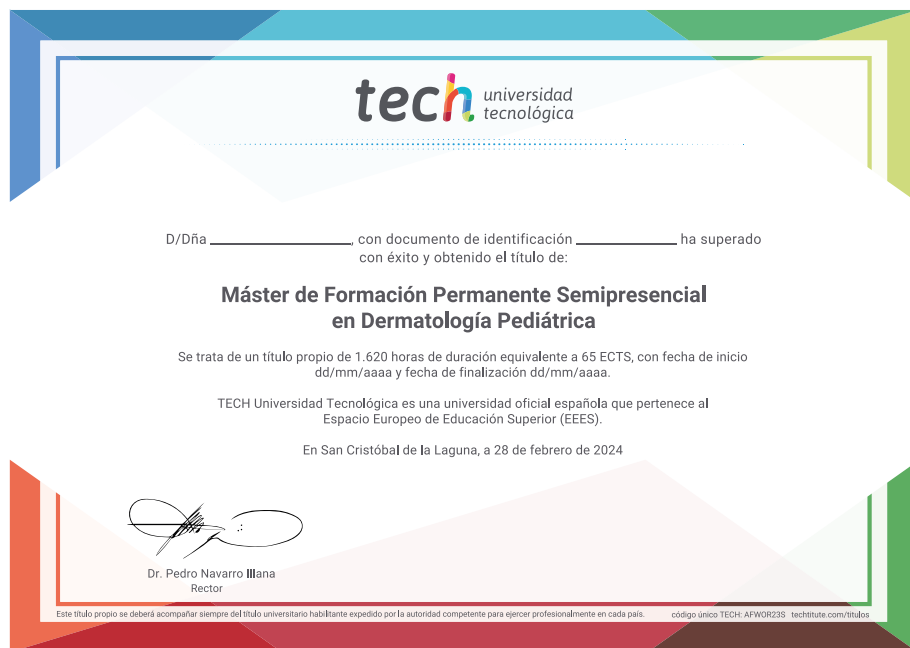 tech universidad
tecnológica
D/Dña ____________________, con documento de identificación ______________ ha superado
con éxito y obtenido el título de:
Máster de Formación Permanente Semipresencial
en Dermatología Pediátrica
Se trata de un título propio de 1.620 horas de duración equivalente a 65 ECTS, con fecha de inicio
dd/mm/aaaa y fecha de finalización dd/mm/aaaa.
TECH Universidad Tecnológica es una universidad oficial española que pertenece al
Espacio Europeo de Educación Superior (EEES).
En San Cristóbal de la Laguna, a 28 de febrero de 2024
Dr. Pedro Navarro Illana
Rector
Este título propio se deberá acompañar siempre del título universitario habilitante expedido por la autoridad competente para ejercer profesionalmente en cada país. código único TECH: AFWOR23S techtitute.com/titulos